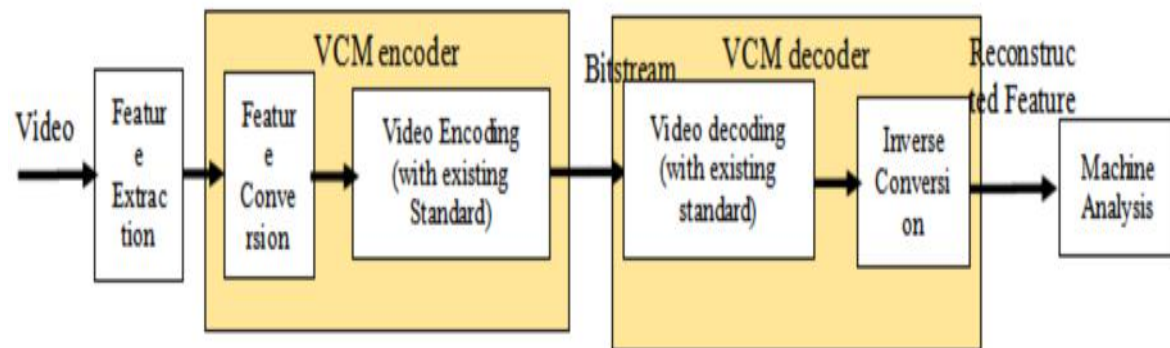 Video
Featur
e
Extrac
tion
VCM encoder
Featur
e
Conve
rsion
Video Encoding
(with existing
Standard)
Bitstream
VCM decoder
Video decoding
(with existing
standard)
Inverse
Conversi
on
Reconstruc
ted Feature
Machine
Analysis